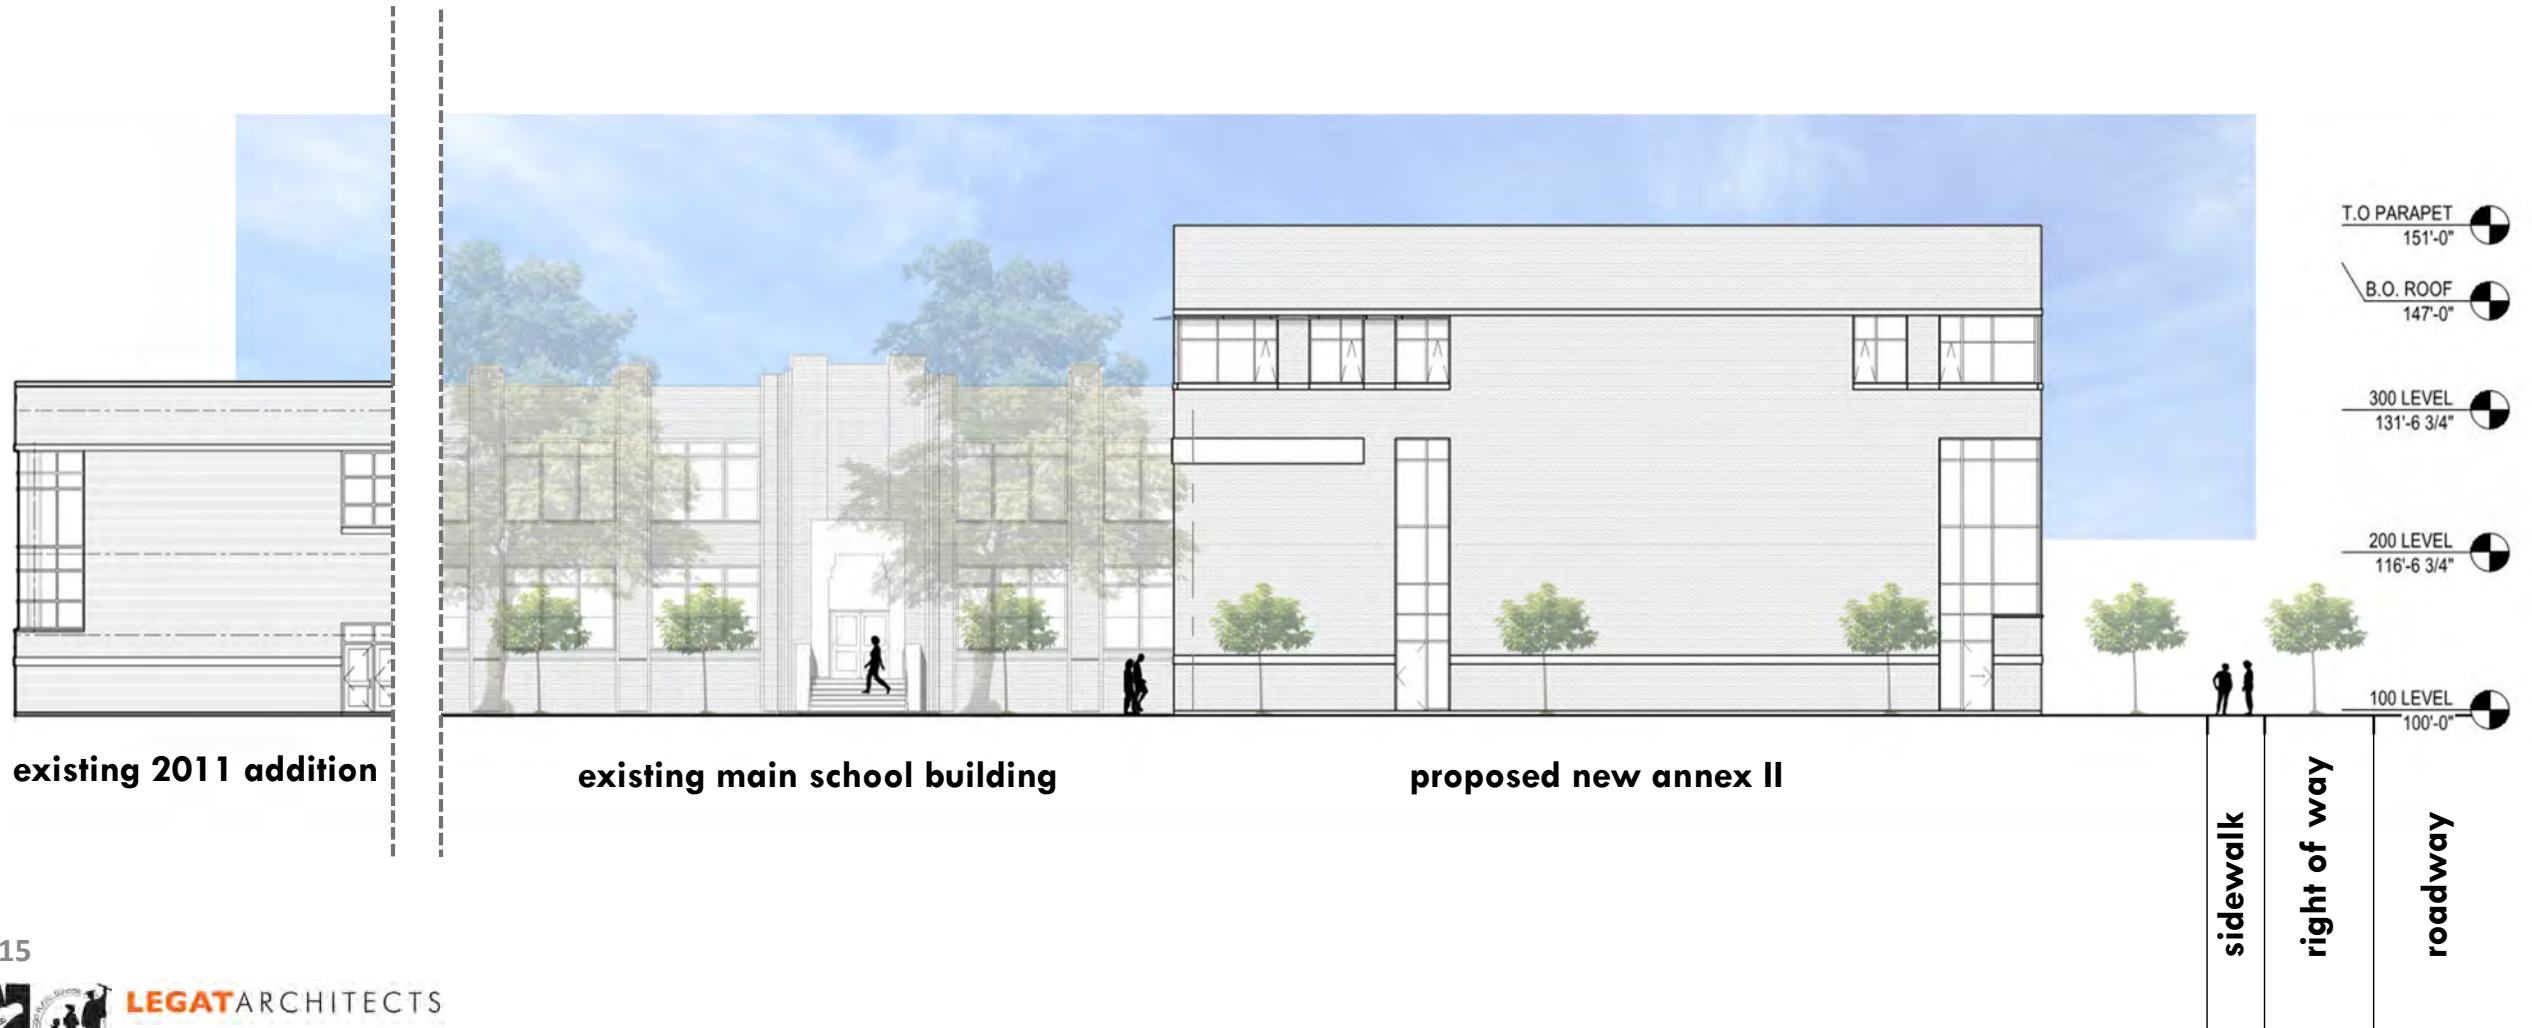 T.O PARAPET
151'-0"
B.O. ROOF
147'-0"
300 LEVEL
131'-6 3/4"
200 LEVEL
116'-6 3/4"
100 LEVEL
100'-0"
existing 2011 addition
existing main school building
proposed new annex II
sidewalk
right of way
roadway
15
LEGATARCHITECTS